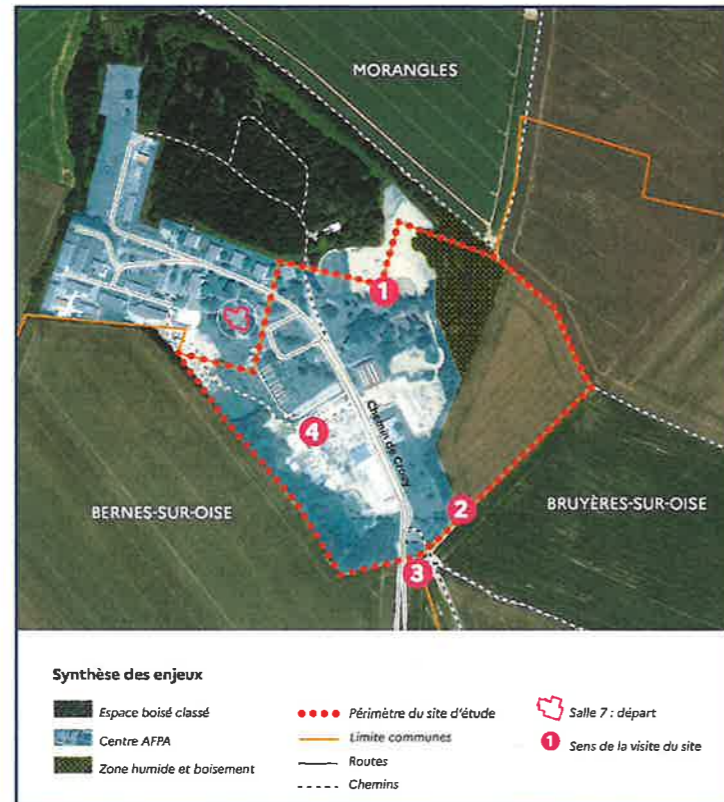 MORANGLES
1
Chemin de Crouy
4
BERNES-SUR-OISE
2
BRUYÈRES-SUR-OISE
3
Synthèse des enjeux
Espace boisé classé
Centre AFPA
Zone humide et boisement
Périmètre du site d'étude
Limite communes
Routes
Chemins
Salle 7 : départ
1 Sens de la visite du site